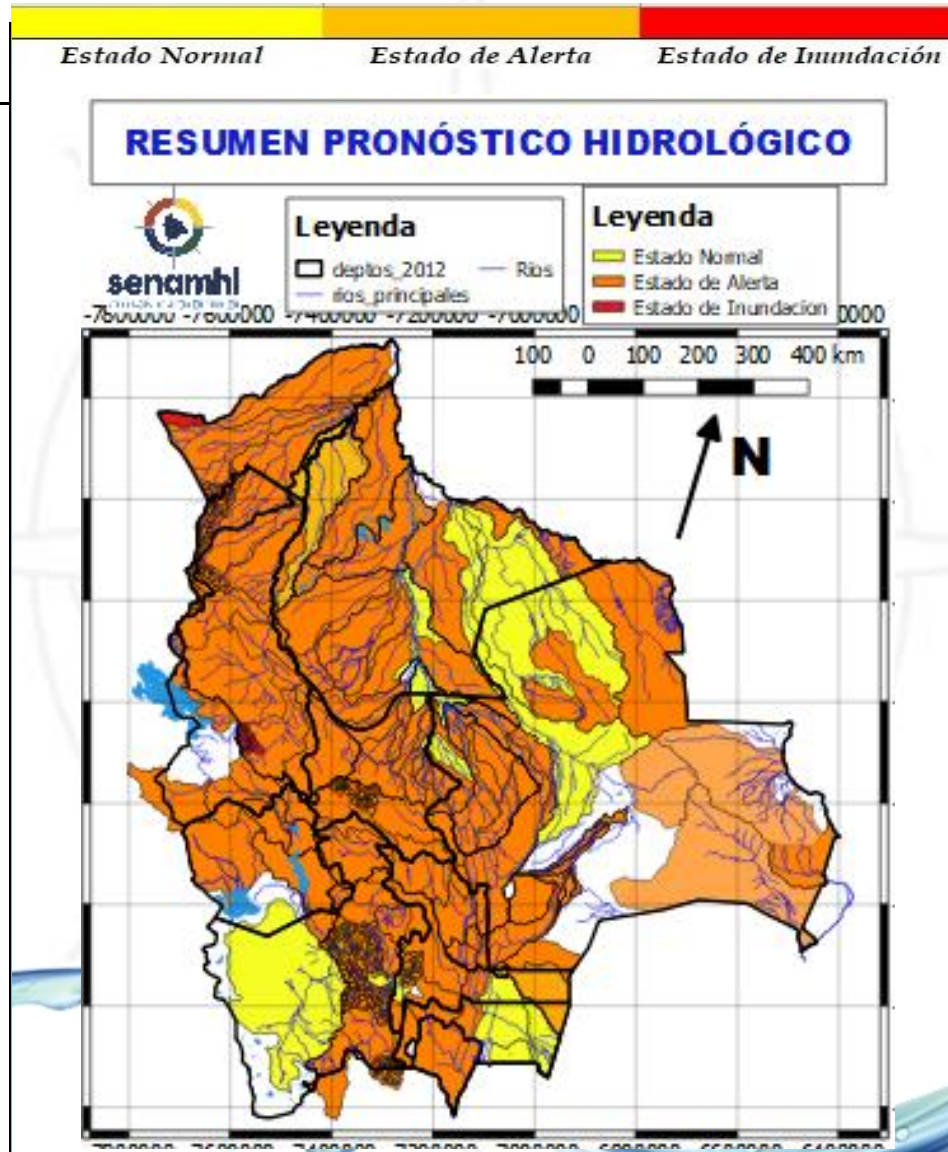 Estado Normal Estado de Alerta Estado de Inundación
RESUMEN PRONÓSTICO HIDROLÓGICO
senamhi
Leyenda
deptos_2012 Ríos
rios_principales
Leyenda
Estado Normal
Estado de Alerta
Estado de Inundacion
-7800000 -7600000 -7400000 -7200000 -7000000
100 0 100 200 300 400 km
N